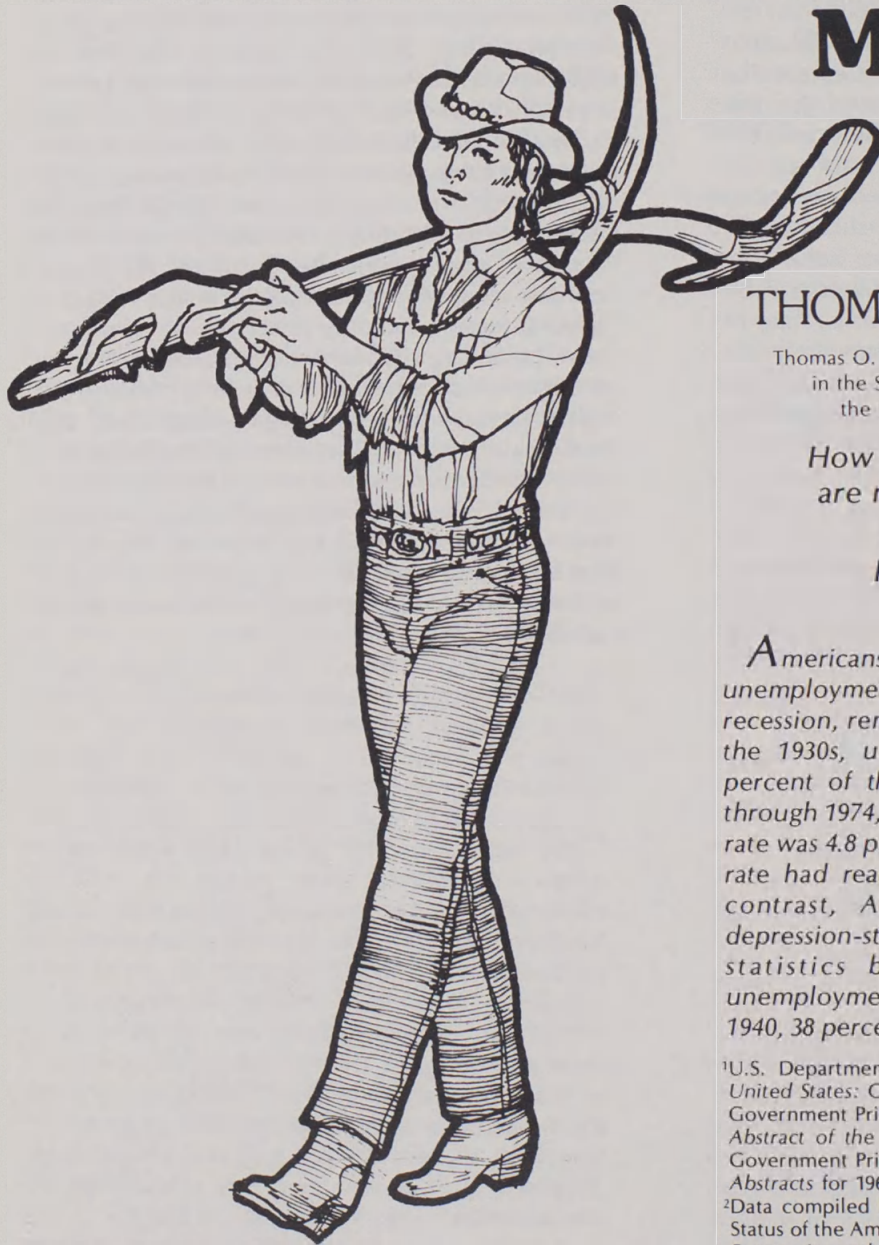 M
THOM
Thomas O.
in the S
the
How
are r
Americans
unemployme
recession, rer
the 1930s, u
percent of th
through 1974,
rate was 4.8 p
rate had rea
contrast, A
depression-st
statistics b
unemployme
1940, 38 perce
¹U.S. Departmer
United States: C
Government Pri
Abstract of the
Government Pri
Abstracts for 196
²Data compiled
Status of the Am